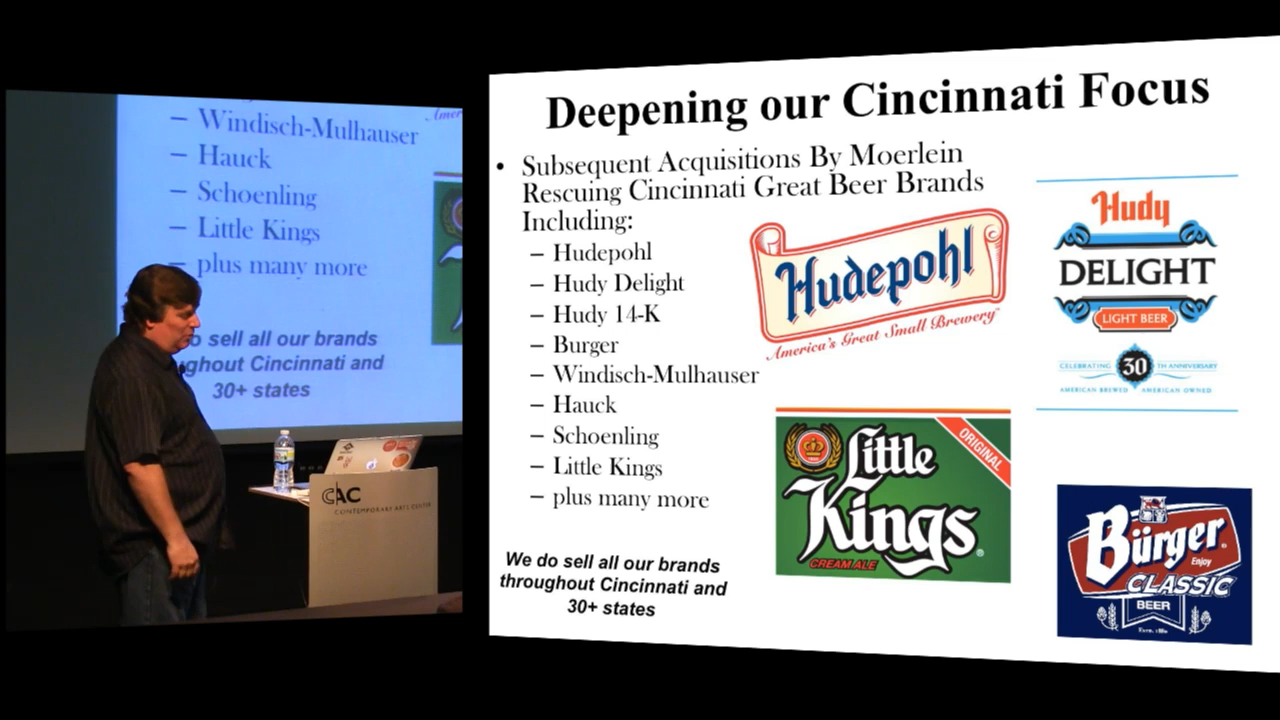 Amer
– Windisch-Mulhauser
– Hauck
– Schoenling
– Little Kings
– plus many more
o sell all our brands
ghout Cincinnati and
30+ states
CAC
CONTEMPORARY ARTS CENTER
Deepening our Cincinnati Focus
• Subsequent Acquisitions By Moerlein
Rescuing Cincinnati Great Beer Brands
Including:
– Hudepohl
– Hudy Delight
– Hudy 14-K
– Burger
– Windisch-Mulhauser
– Hauck
– Schoenling
– Little Kings
– plus many more
We do sell all our brands
throughout Cincinnati and
30+ states
Hudepohl
America's Great Small Brewery™
Hudy
DELIGHT
LIGHT BEER
CELEBRATING 30TH ANNIVERSARY
AMERICAN BREWED AMERICAN OWNED
ORIGINAL
Little
Kings®
CREAM ALE
Bürger®
Enjoy
CLASSIC
BEER